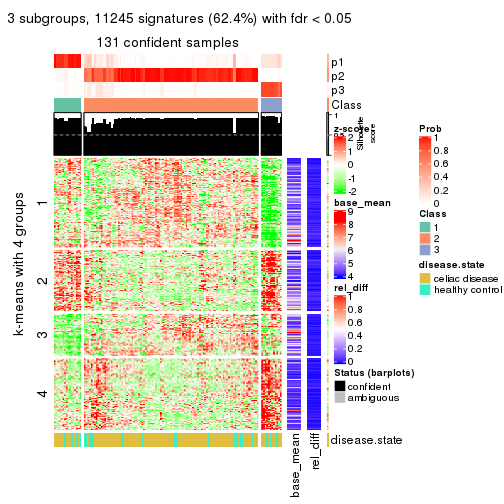 3 subgroups, 11245 signatures (62.4%) with fdr < 0.05
131 confident samples
p1
p2
p3
Class
1
Silhouette
score
z-score
2
1
0
-1
-2
Prob
1
0.8
0.6
0.4
0.2
0
base_mean
9
8
7
6
5
4
Class
1
2
3
disease.state
celiac disease
healthy control
rel_diff
1
0.8
0.6
0.4
0.2
0
Status (barplots)
confident
ambiguous
k-means with 4 groups
1
2
3
4
disease.state
base_mean
rel_diff